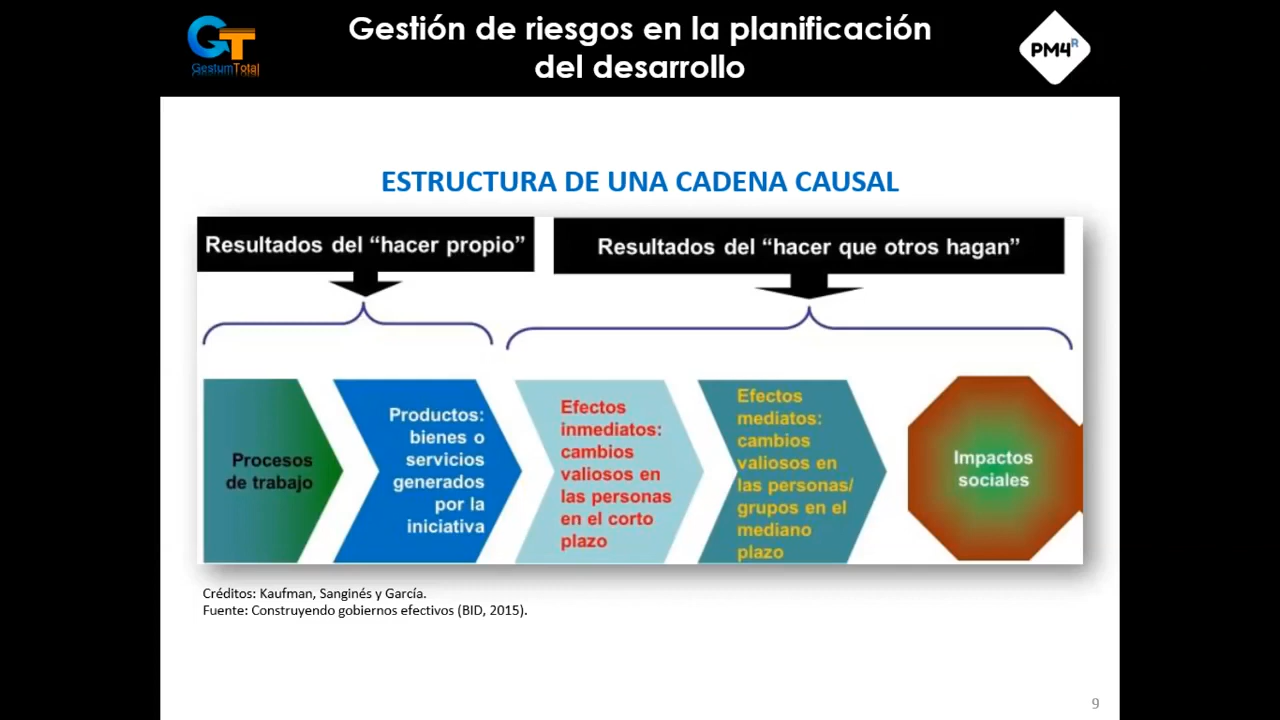 GT
GestumTotal
Gestión de riesgos en la planificación
del desarrollo
PM4R
ESTRUCTURA DE UNA CADENA CAUSAL
Resultados del “hacer propio”
Resultados del “hacer que otros hagan”
Procesos
de trabajo
Productos:
bienes o
servicios
generados
por la
iniciativa
Efectos
inmediatos:
cambios
valiosos en
las personas
en el corto
plazo
Efectos
mediatos:
cambios
valiosos en
las personas/
grupos en el
mediano
plazo
Impactos
sociales
Créditos: Kaufman, Sanginés y García.
Fuente: Construyendo gobiernos efectivos (BID, 2015).
9